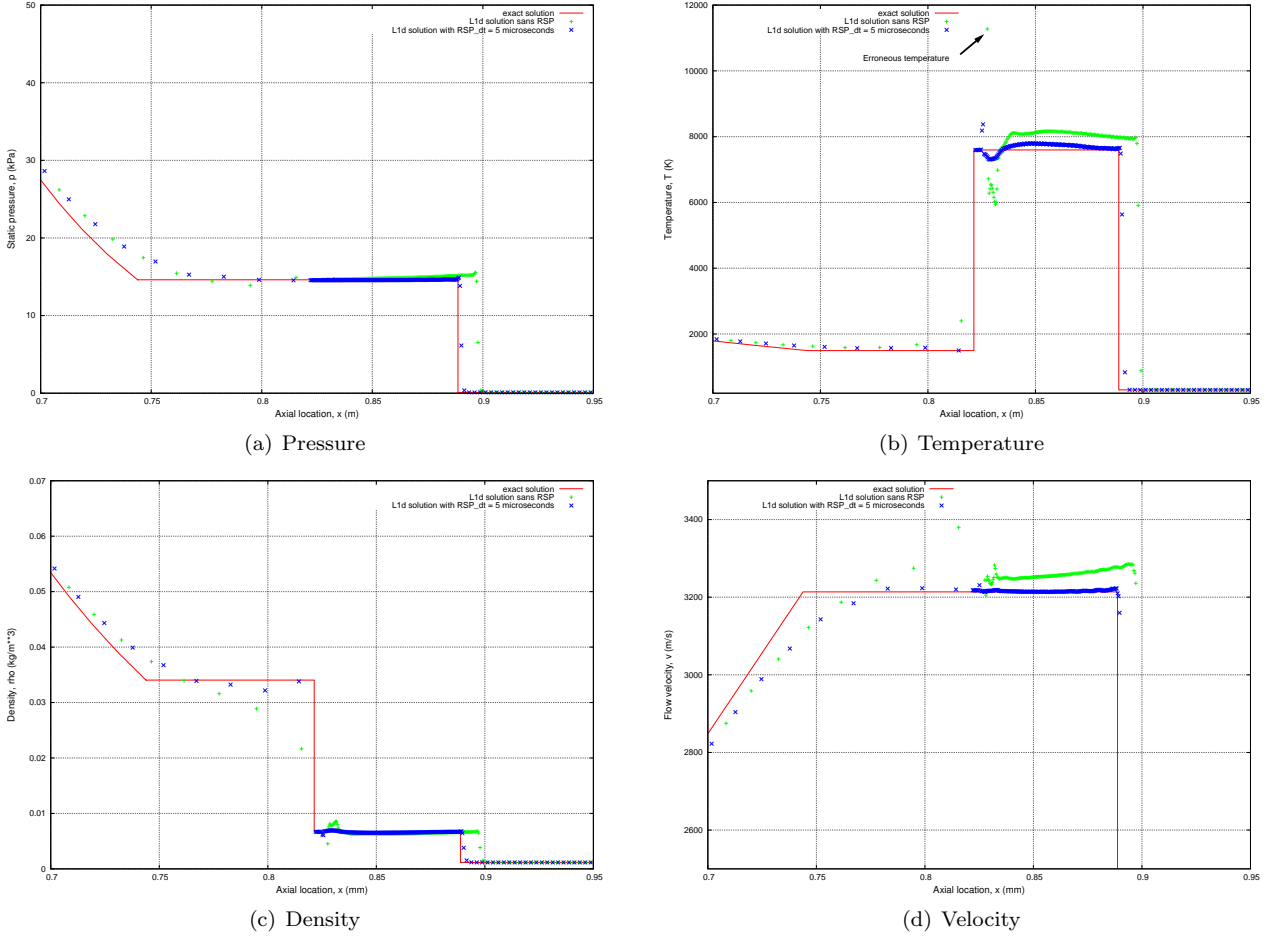 exact solution
L1d solution sans RSP
L1d solution with RSP_dt = 5 microseconds
50
40
30
20
10
0
Static pressure, p (kPa)
0.7
0.75
0.8
0.85
0.9
0.95
Axial location, x (m)
(a) Pressure
exact solution
L1d solution sans RSP
L1d solution with RSP_dt = 5 microseconds
Erroneous temperature
12000
10000
8000
6000
4000
2000
Temperature, T (K)
0.7
0.75
0.8
0.85
0.9
0.95
Axial location, x (m)
(b) Temperature
exact solution
L1d solution sans RSP
L1d solution with RSP_dt = 5 microseconds
0.07
0.06
0.05
0.04
0.03
0.02
0.01
0
Density, rho (kg/m**3)
0.7
0.75
0.8
0.85
0.9
0.95
Axial location, x (mm)
(c) Density
exact solution
L1d solution sans RSP
L1d solution with RSP_dt = 5 microseconds
3400
3200
3000
2800
2600
Flow velocity, v (m/s)
0.7
0.75
0.8
0.85
0.9
0.95
Axial location, x (mm)
(d) Velocity